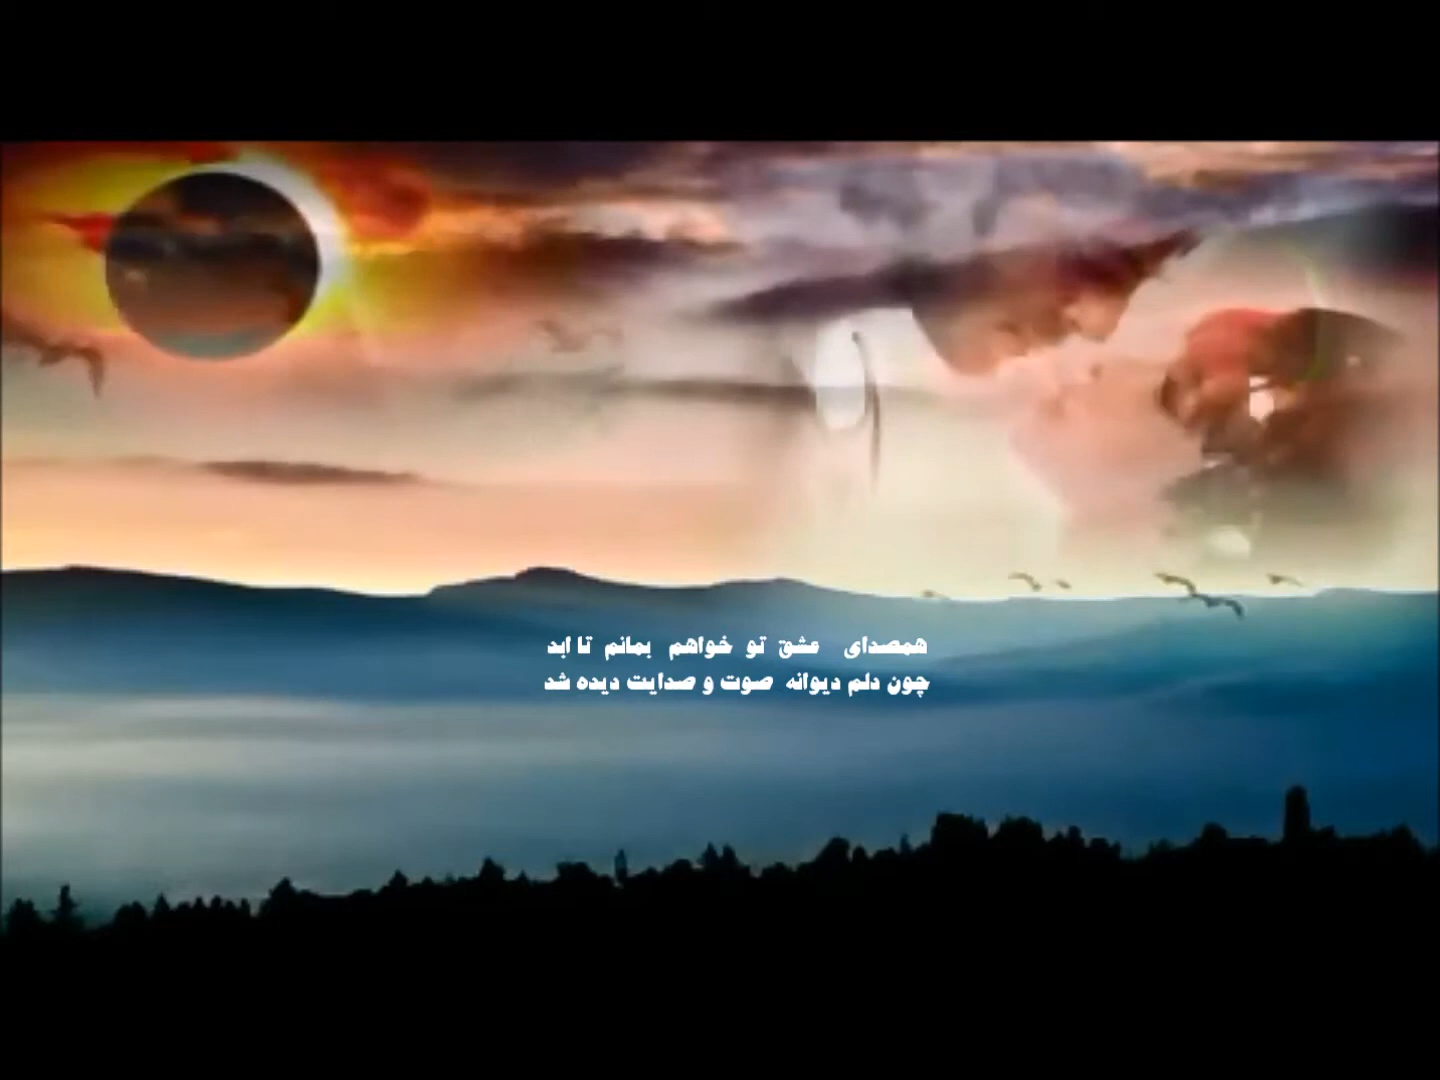 همصدای عشق تو خواهم بمانم تا ابد
چون دلم دیوانه صوت و صدایت دیده شد